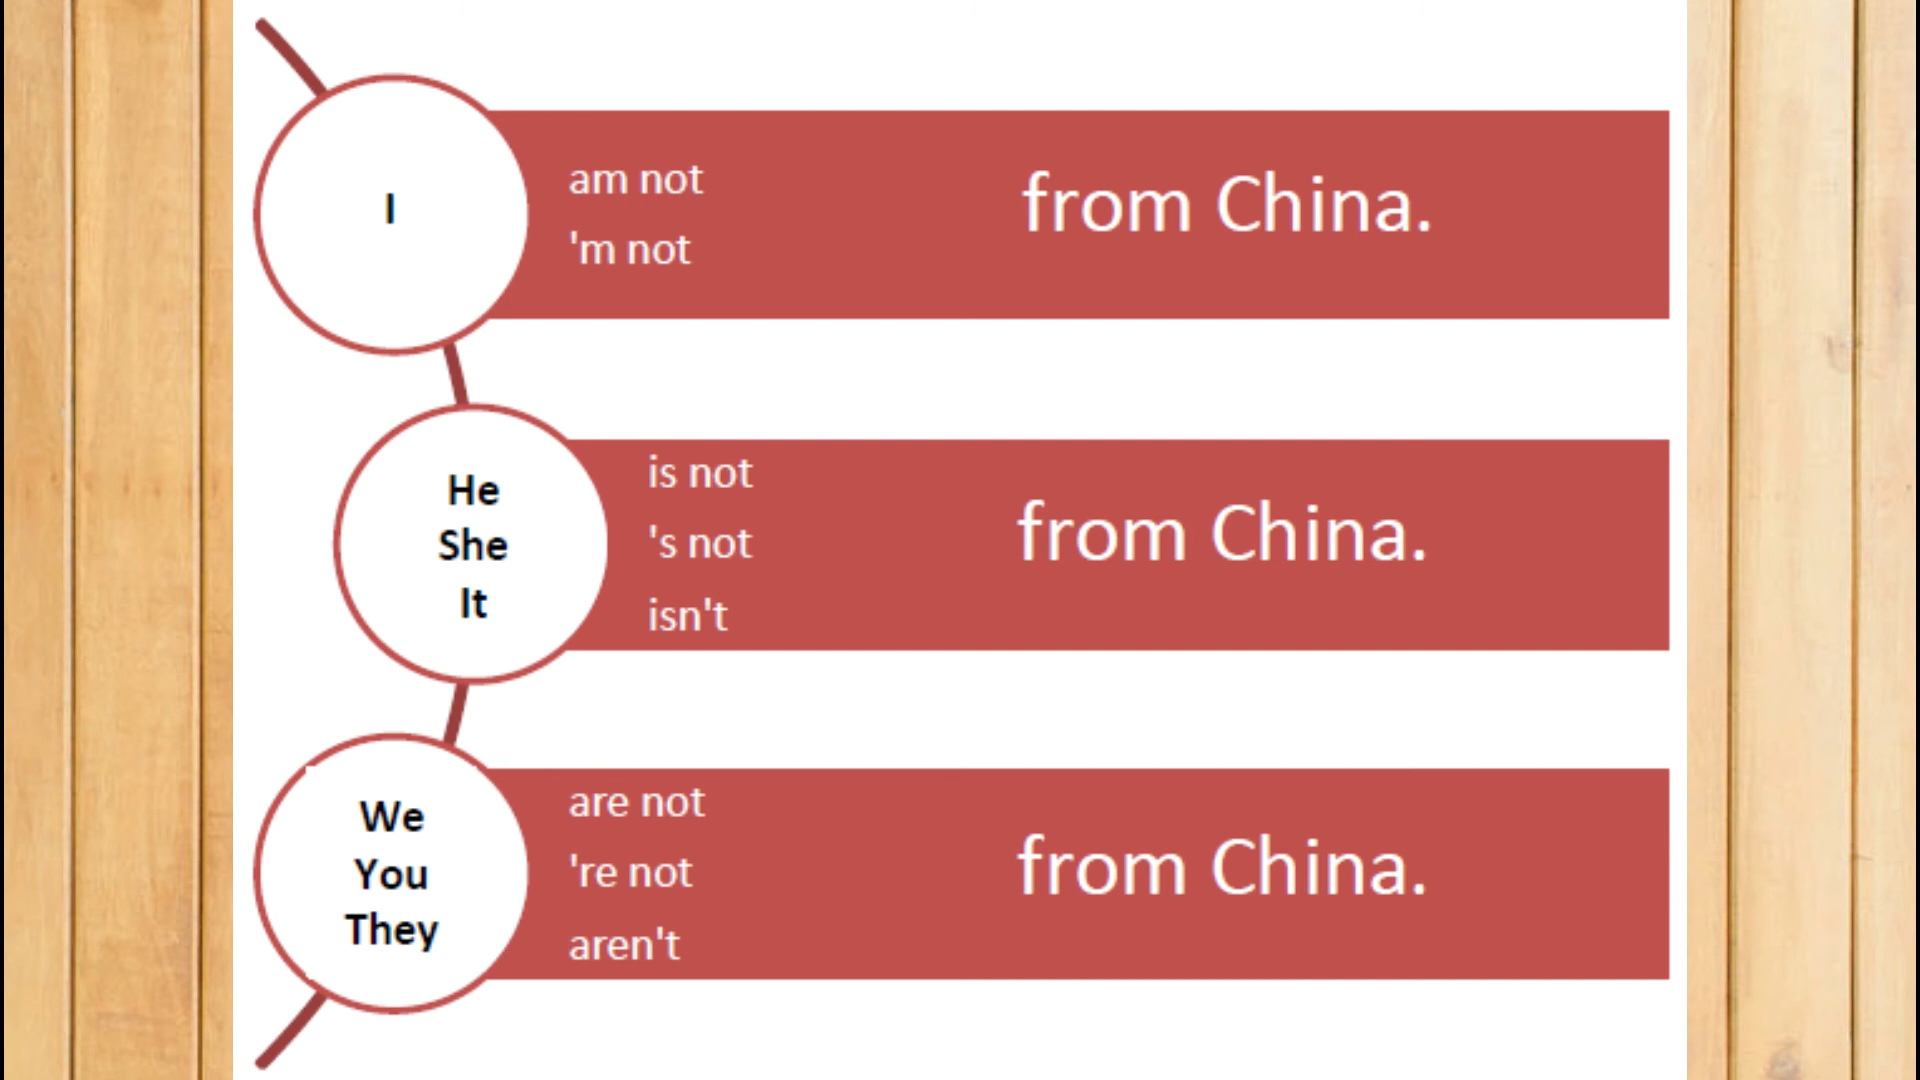 I
am not
'm not
from China.
He
She
It
is not
's not
isn't
from China.
We
You
They
are not
're not
aren't
from China.